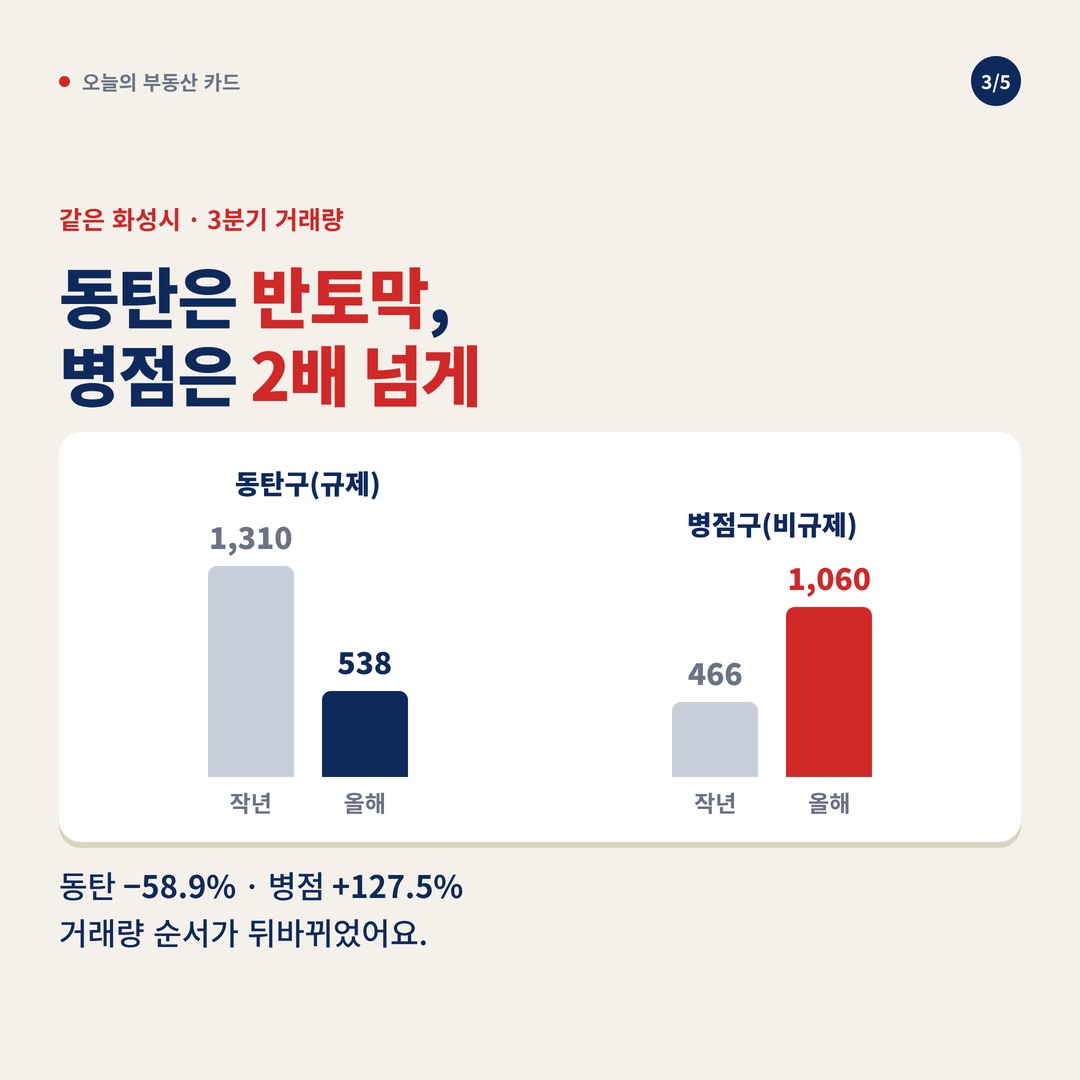 오늘의 부동산 카드
3/5
같은 화성시 · 3분기 거래량
동탄은 반토막,
병점은 2배 넘게
동탄구(규제)
1,310
538
작년
올해
병점구(비규제)
466
1,060
작년
올해
동탄 −58.9% · 병점 +127.5%
거래량 순서가 뒤바뀌었어요.